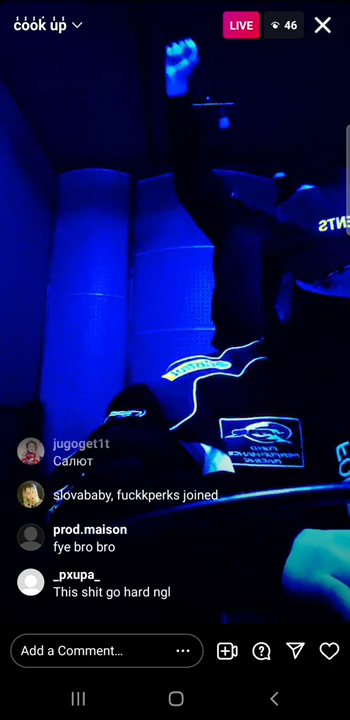 cook up
LIVE
46
jugoget1t
Салют
slovababy, fuckkperks joined
prod.maison
fye bro bro
_pxupa_
This shit go hard ngl
Add a Comment...